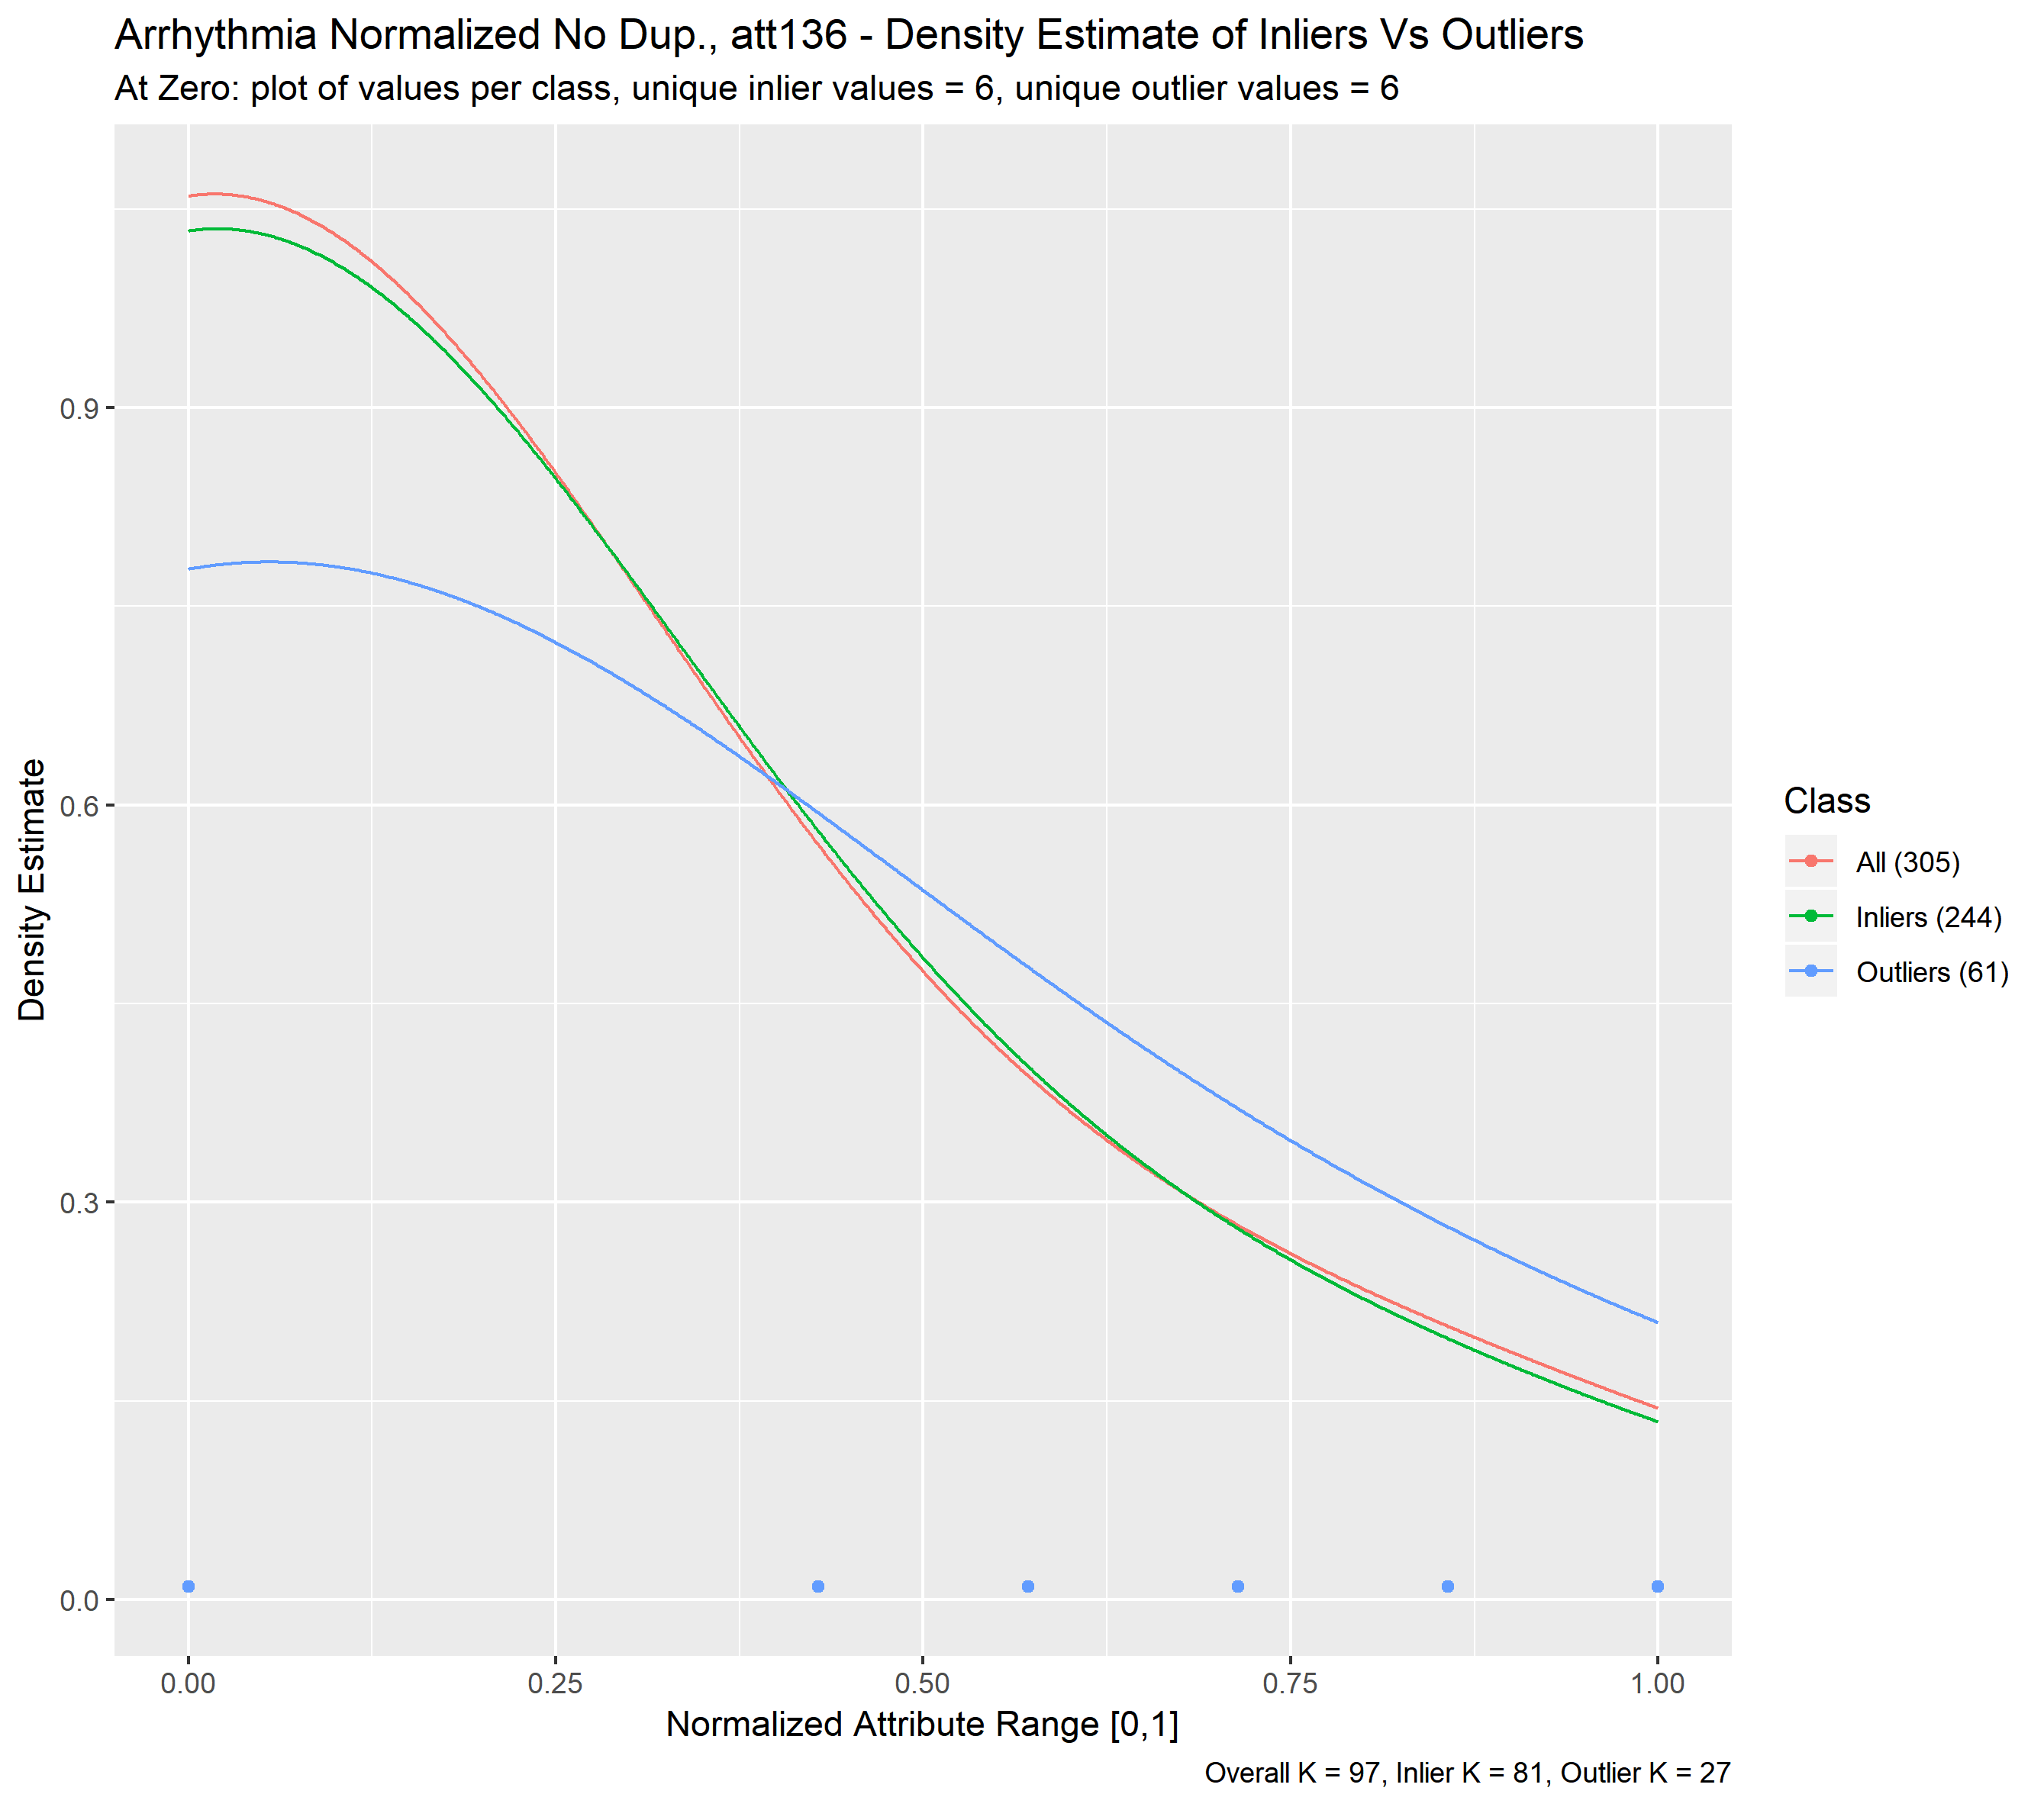 Arrhythmia Normalized No Dup., att136 - Density Estimate of Inliers Vs Outliers
At Zero: plot of values per class, unique inlier values = 6, unique outlier values = 6
Density Estimate
0.9
0.6
0.3
0.0
0.00
0.25
0.50
0.75
1.00
Normalized Attribute Range [0,1]
Class
All (305)
Inliers (244)
Outliers (61)
Overall K = 97, Inlier K = 81, Outlier K = 27